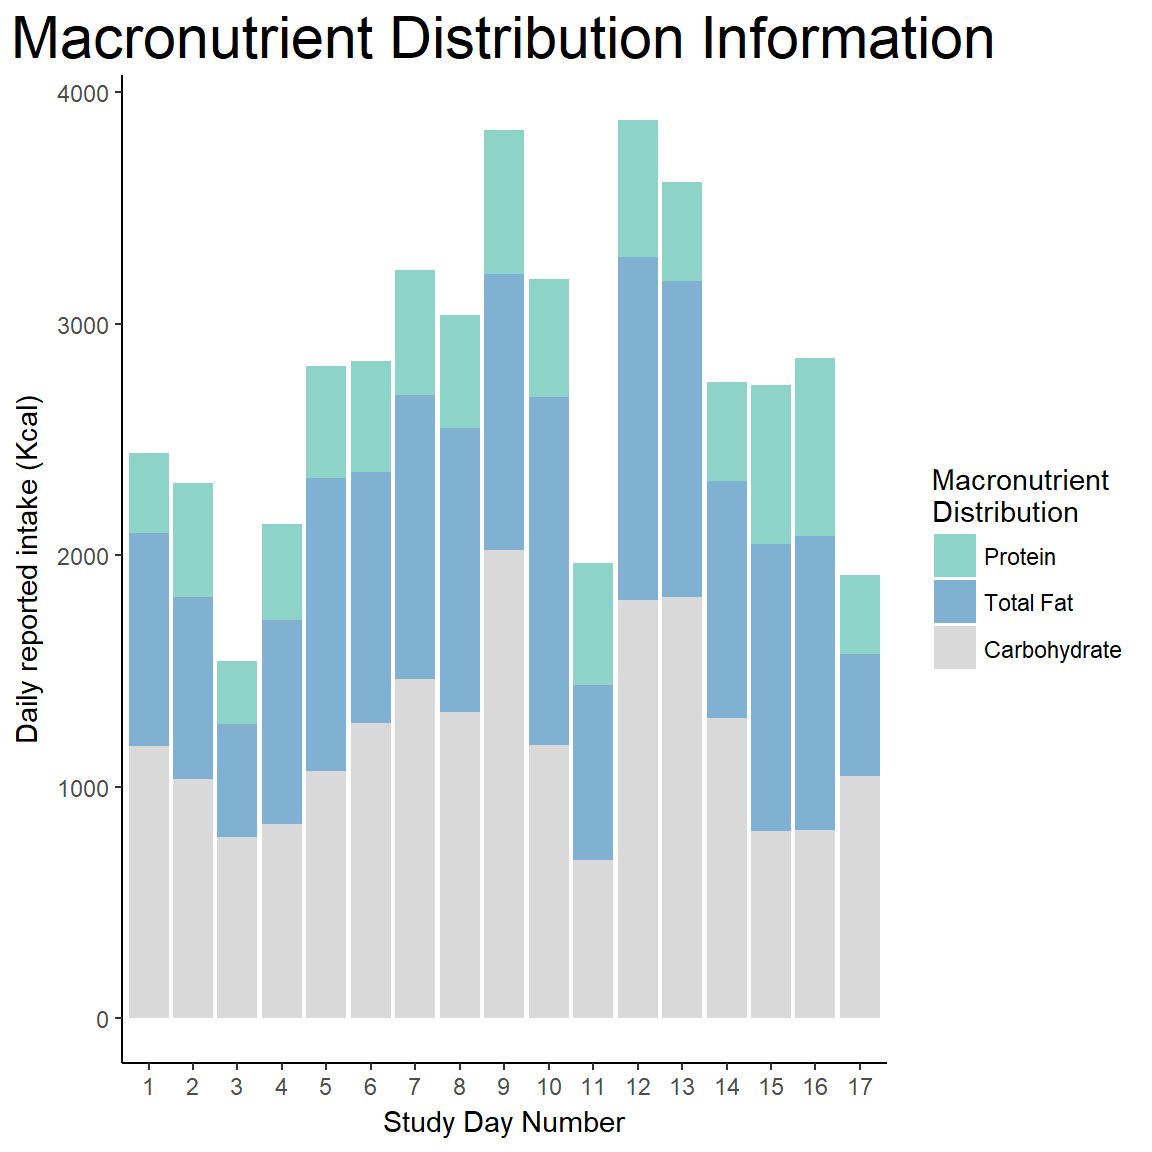 Macronutrient Distribution Information
4000
3000
2000
1000
0
Daily reported intake (Kcal)
1 2 3 4 5 6 7 8 9 10 11 12 13 14 15 16 17
Study Day Number
Macronutrient
Distribution
Protein
Total Fat
Carbohydrate